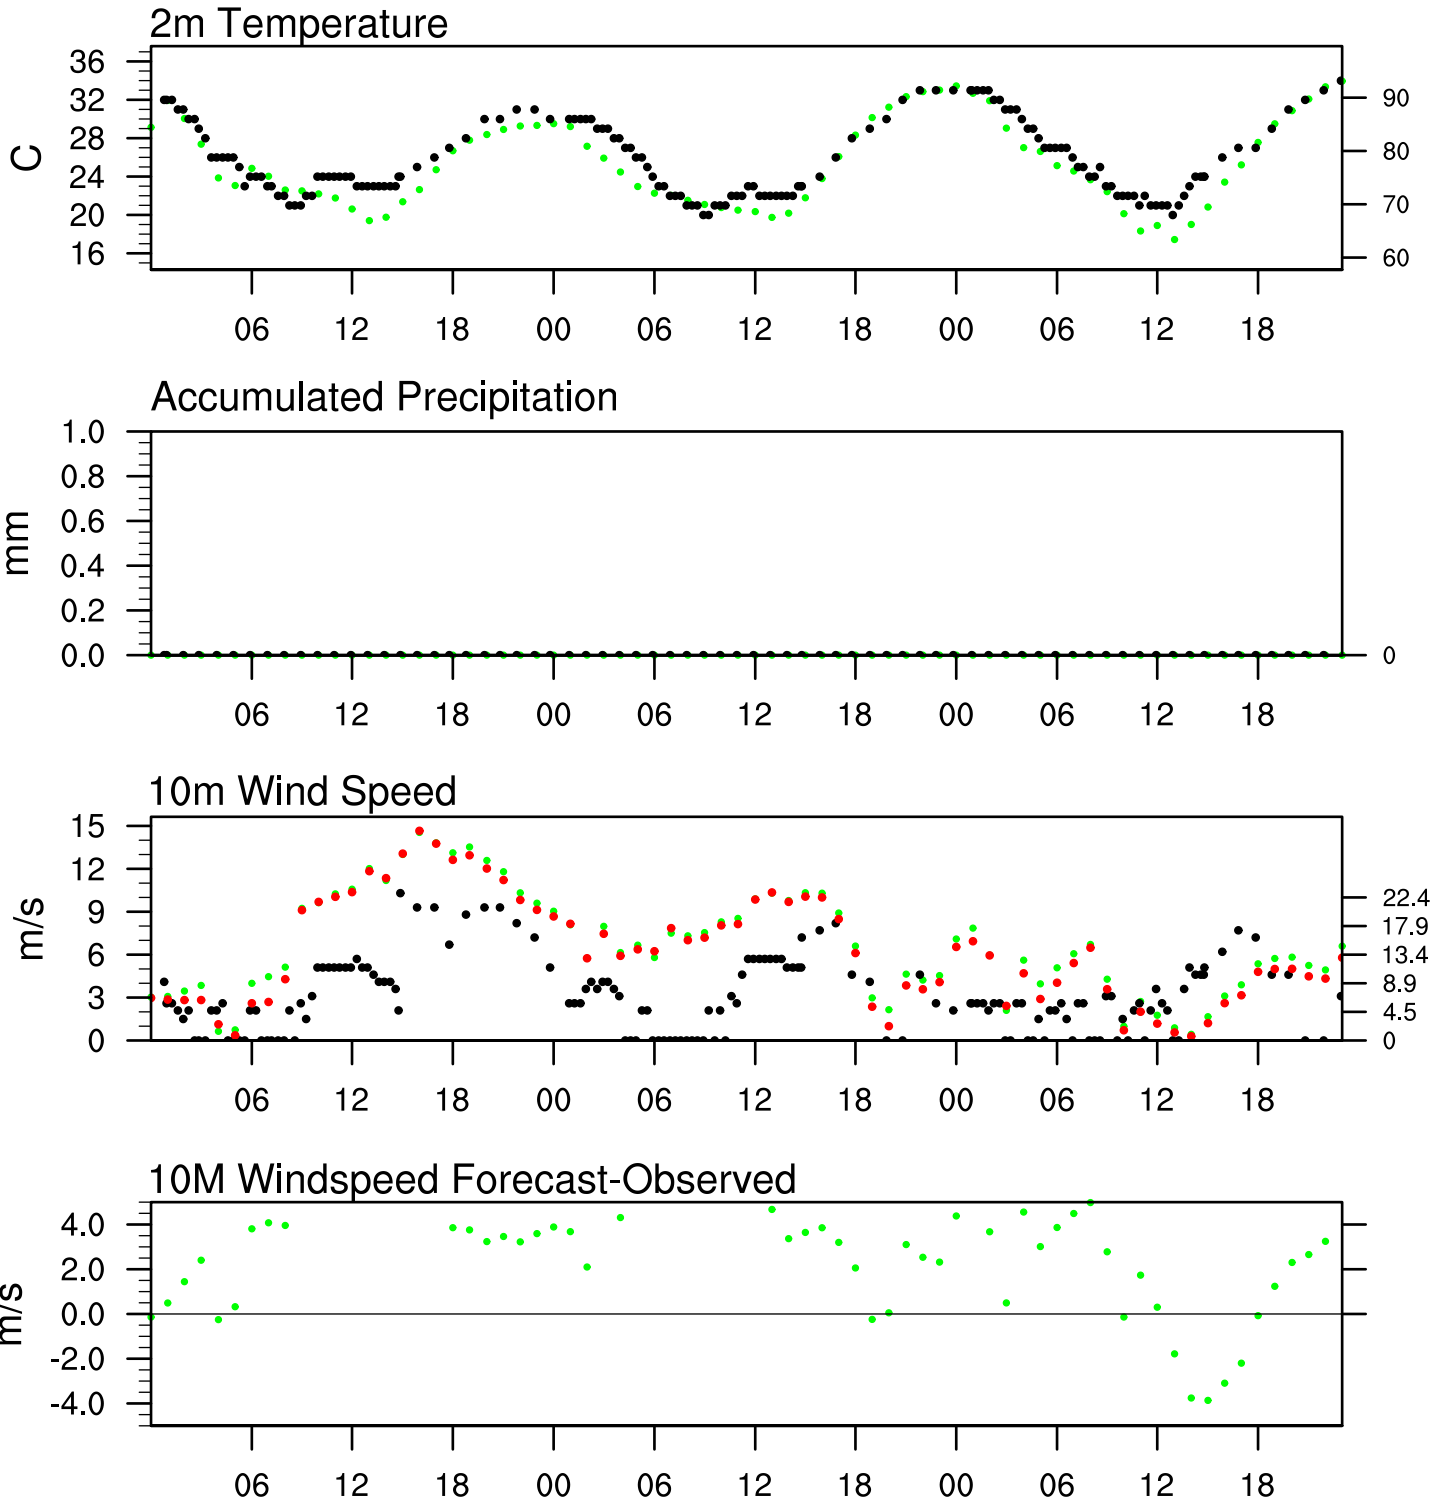 2m Temperature
36
32
28
24
20
16
C
90
80
70
60
06 12 18 00 06 12 18 00 06 12 18
Accumulated Precipitation
1.0
0.8
0.6
0.4
0.2
0.0
mm
0
06 12 18 00 06 12 18 00 06 12 18
10m Wind Speed
15
12
9
6
3
0
m/s
22.4
17.9
13.4
8.9
4.5
0
06 12 18 00 06 12 18 00 06 12 18
10M Windspeed Forecast-Observed
4.0
2.0
0.0
-2.0
-4.0
m/s
06 12 18 00 06 12 18 00 06 12 18